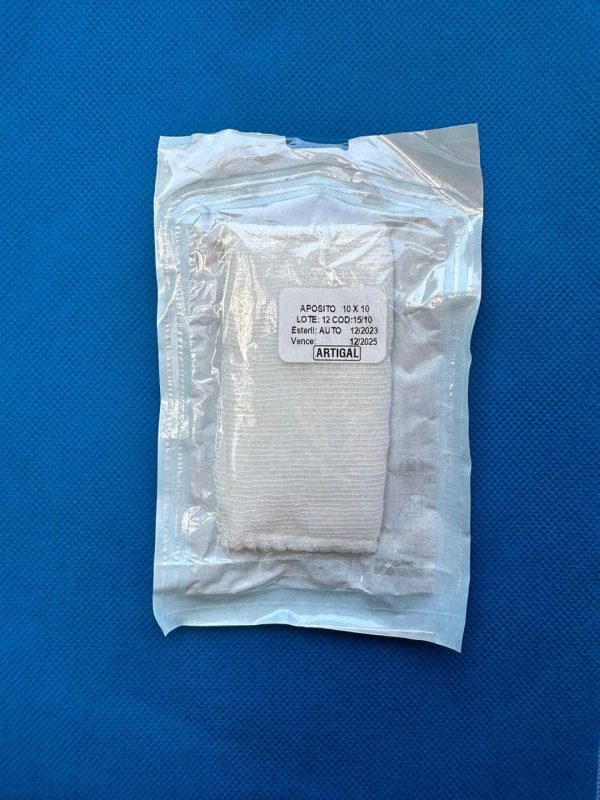 APOSITO 10 X 10
LOTE: 12 COD:15/10
Esteril: AUTO 12/2023
Vence: 12/2025
ARTIGAL